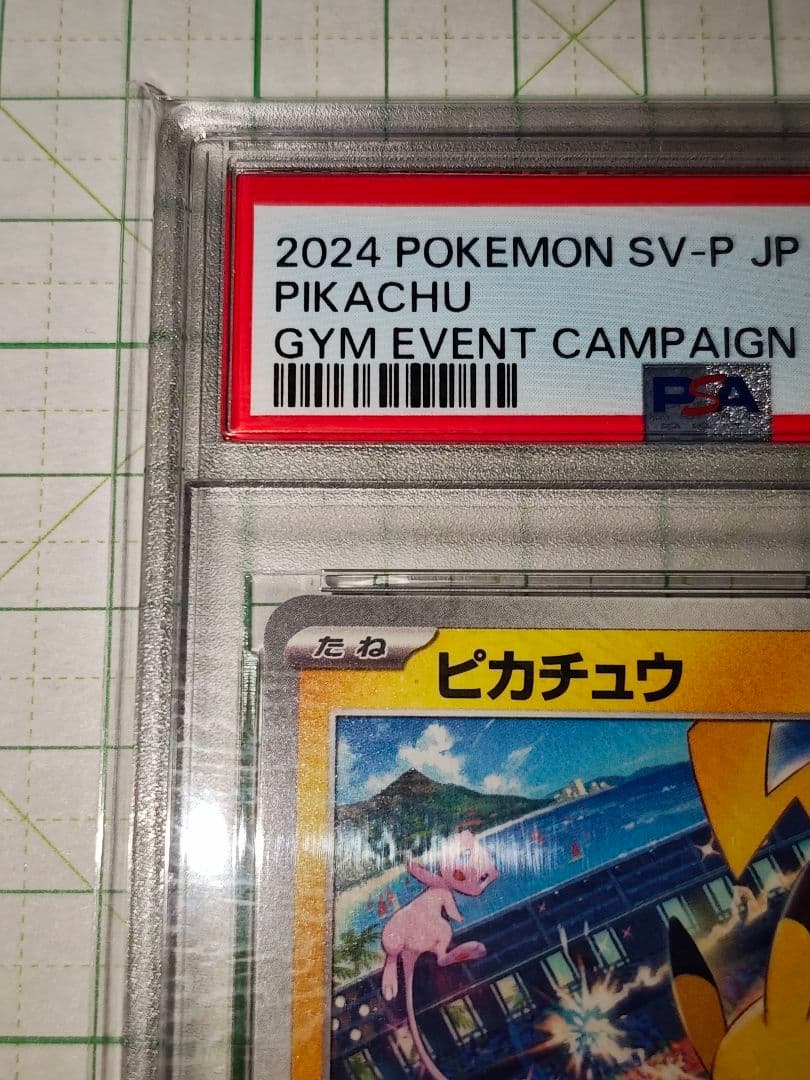 2024 POKEMON SV-P JP
PIKACHU
GYM EVENT CAMPAIGN
PSA
たね
ピカチュウ